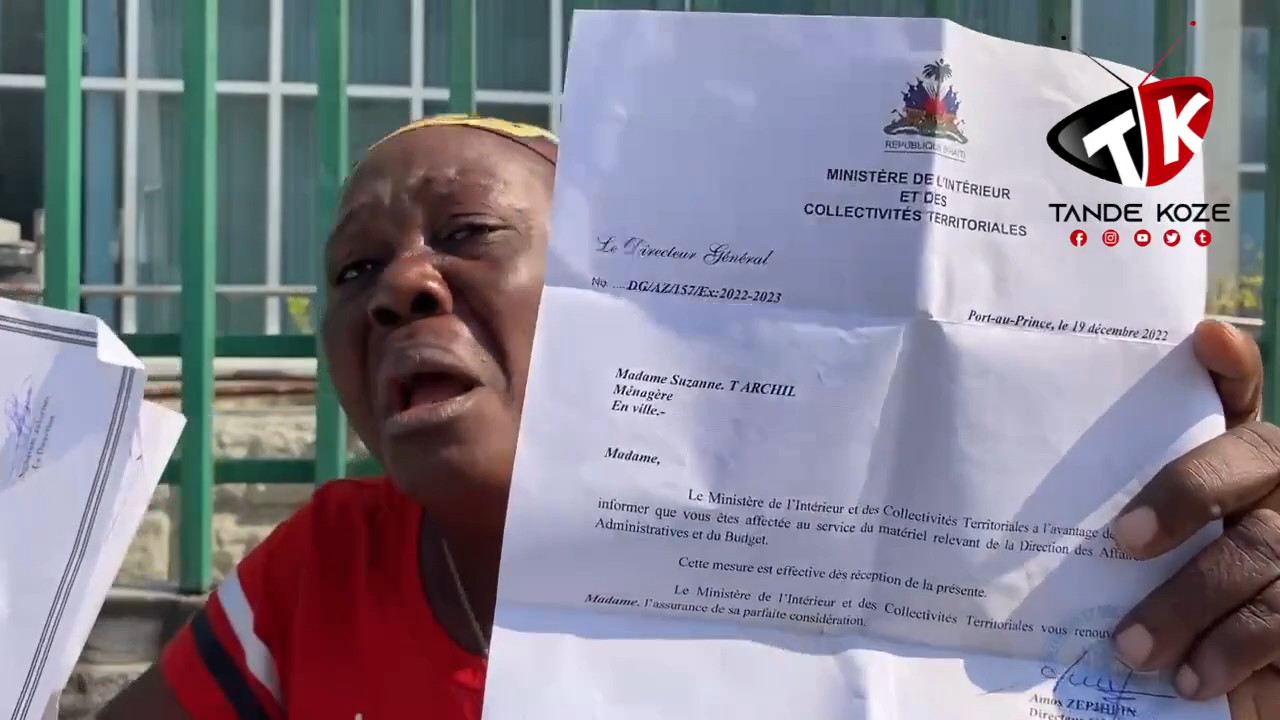 TK
TANDE KOZE
REPUBLIQUE D'HAITI
MINISTÈRE DE L'INTÉRIEUR
ET DES
COLLECTIVITÉS TERRITORIALES
Le Directeur Général
No. ....DG/AZ/157/Ex:2022-2023
Port-au-Prince, le 19 décembre 2022
Madame Suzanne. T ARCHIL
Ménagère
En ville.-
Madame,
Le Ministère de l'Intérieur et des Collectivités Territoriales a l'avantage de
informer que vous êtes affectée au service du matériel relevant de la Direction des
Administratives et du Budget.
Cette mesure est effective dès réception de la présente.
Le Ministère de l'Intérieur et des Collectivités Territoriales vous
Madame, l'assurance de sa parfaite considération.
Amos
Directeur